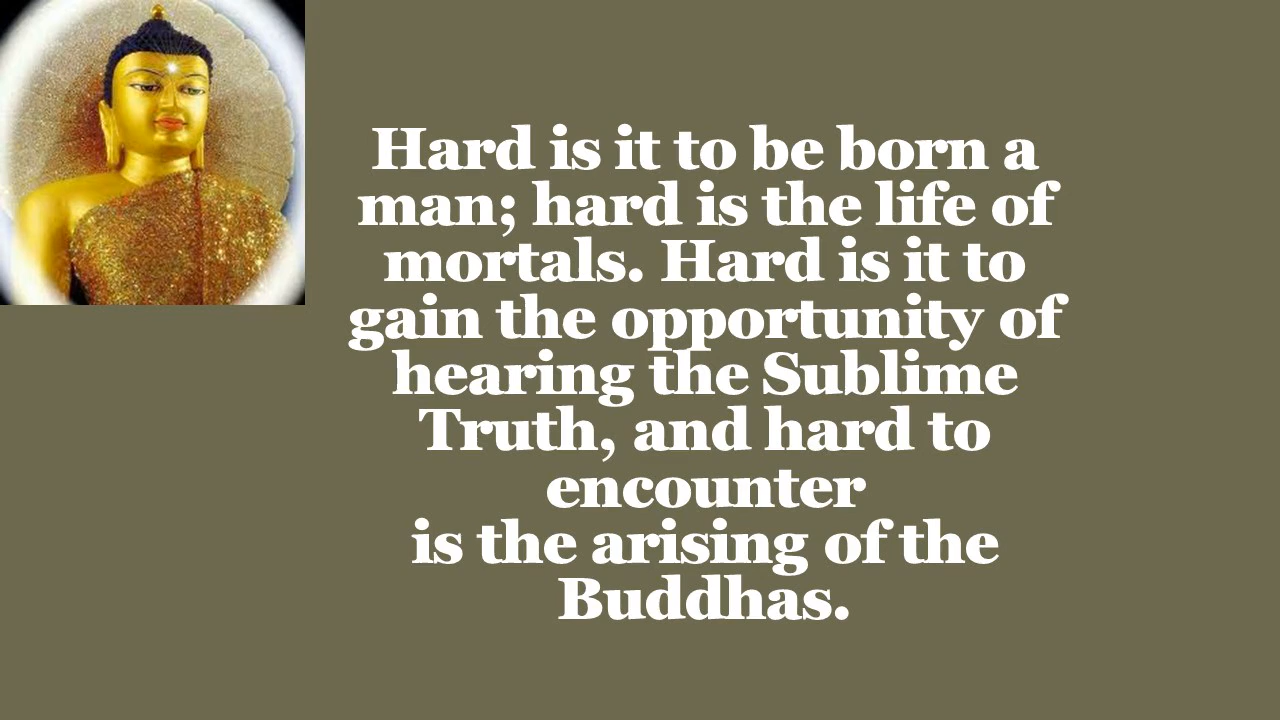 Hard is it to be born a
man; hard is the life of
mortals. Hard is it to
gain the opportunity of
hearing the Sublime
Truth, and hard to
encounter
is the arising of the
Buddhas.